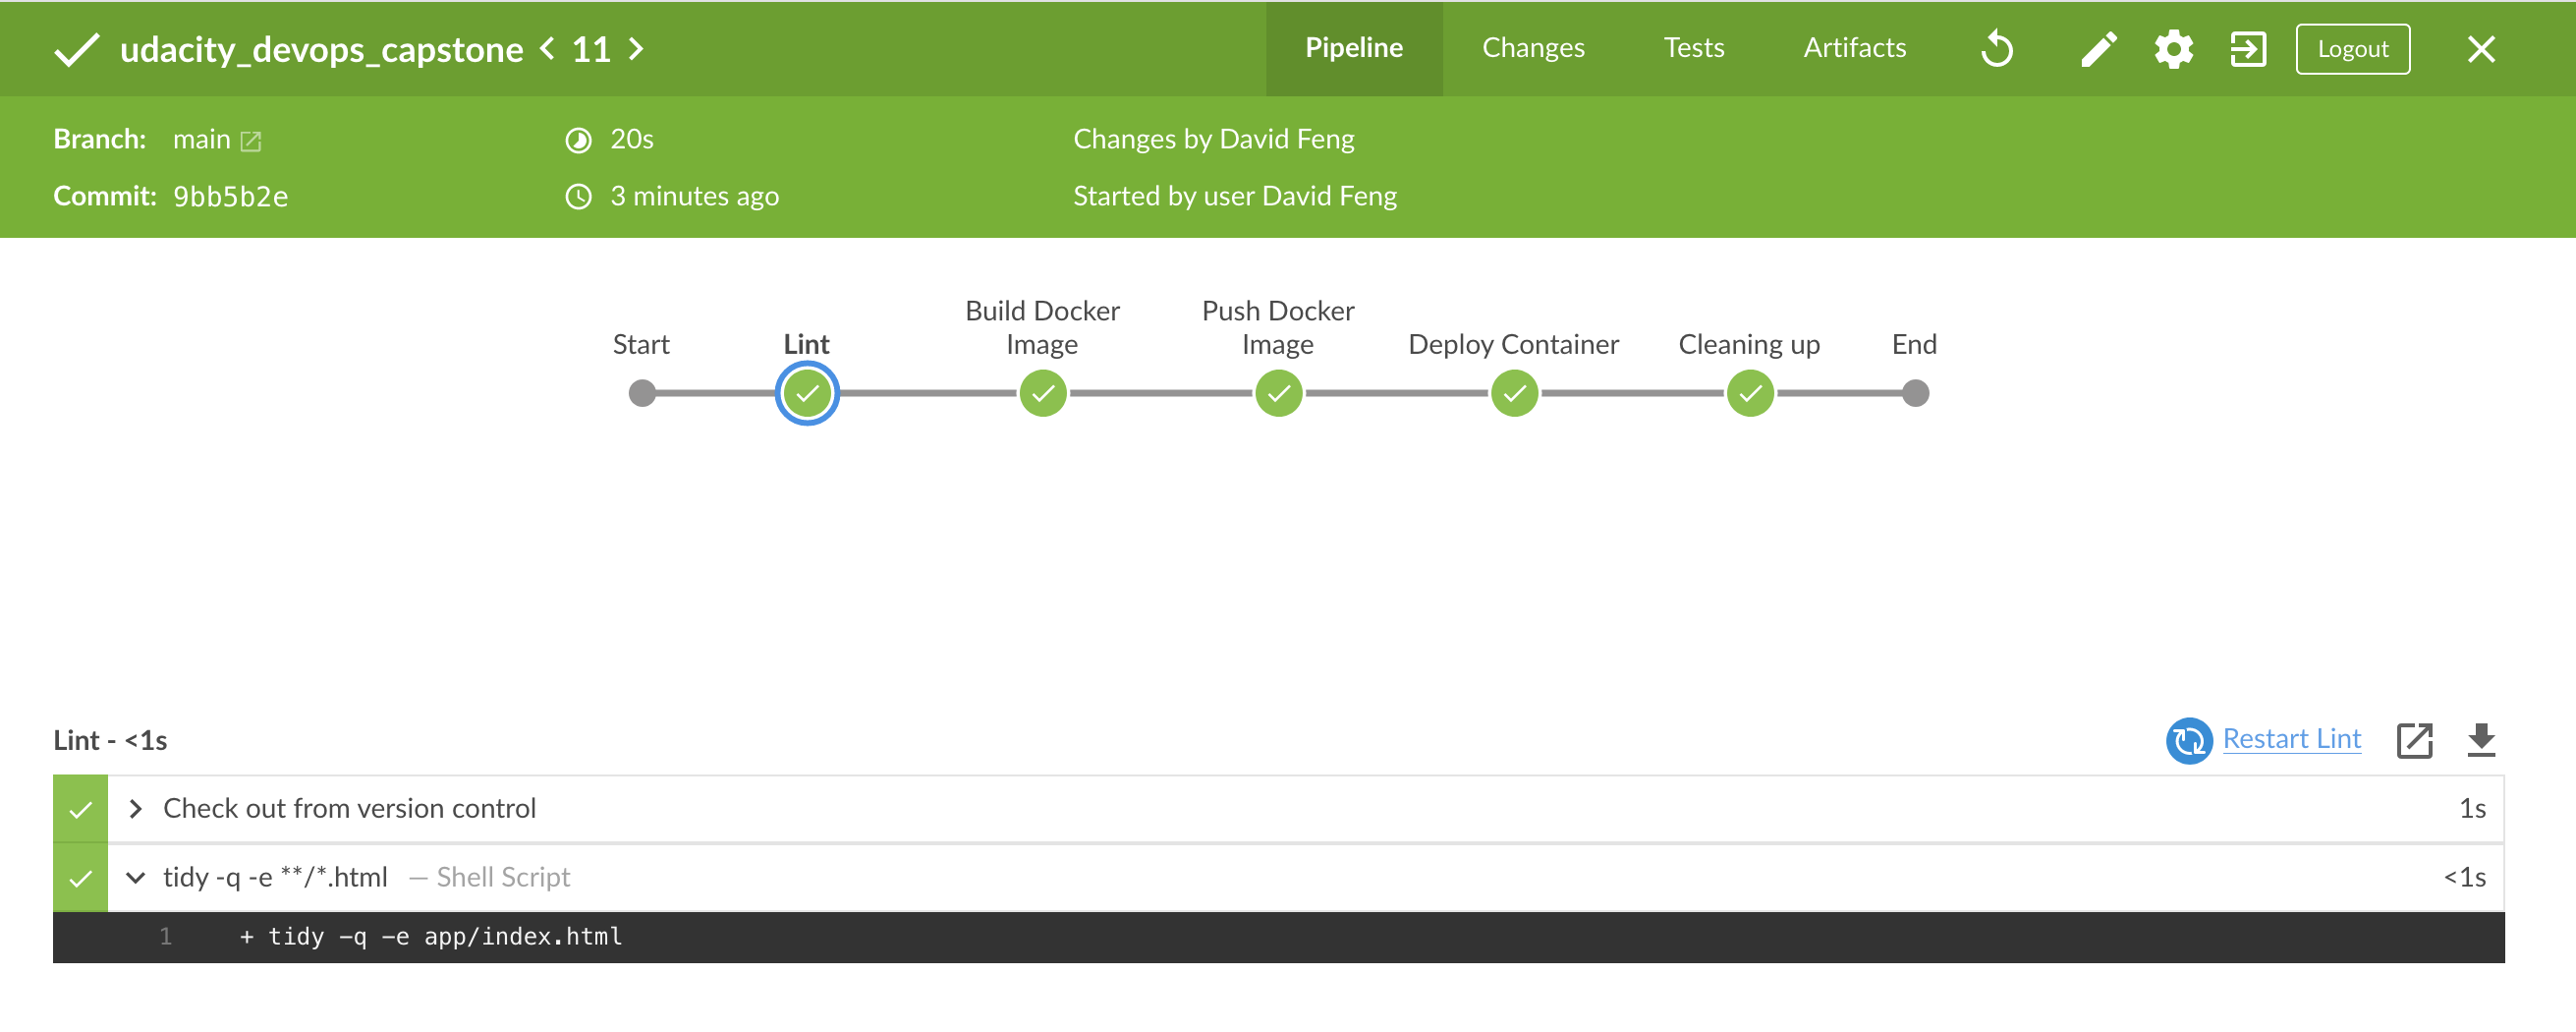 udacity_devops_capstone < 11 >
Pipeline
Changes
Tests
Artifacts
Logout
Branch: main
20s
Changes by David Feng
Commit: 9bb5b2e
3 minutes ago
Started by user David Feng
Start
Lint
Build Docker
Image
Push Docker
Image
Deploy Container
Cleaning up
End
Lint - <1s
Restart Lint
Check out from version control
1s
tidy -q -e **/*.html — Shell Script
<1s
1 + tidy -q -e app/index.html